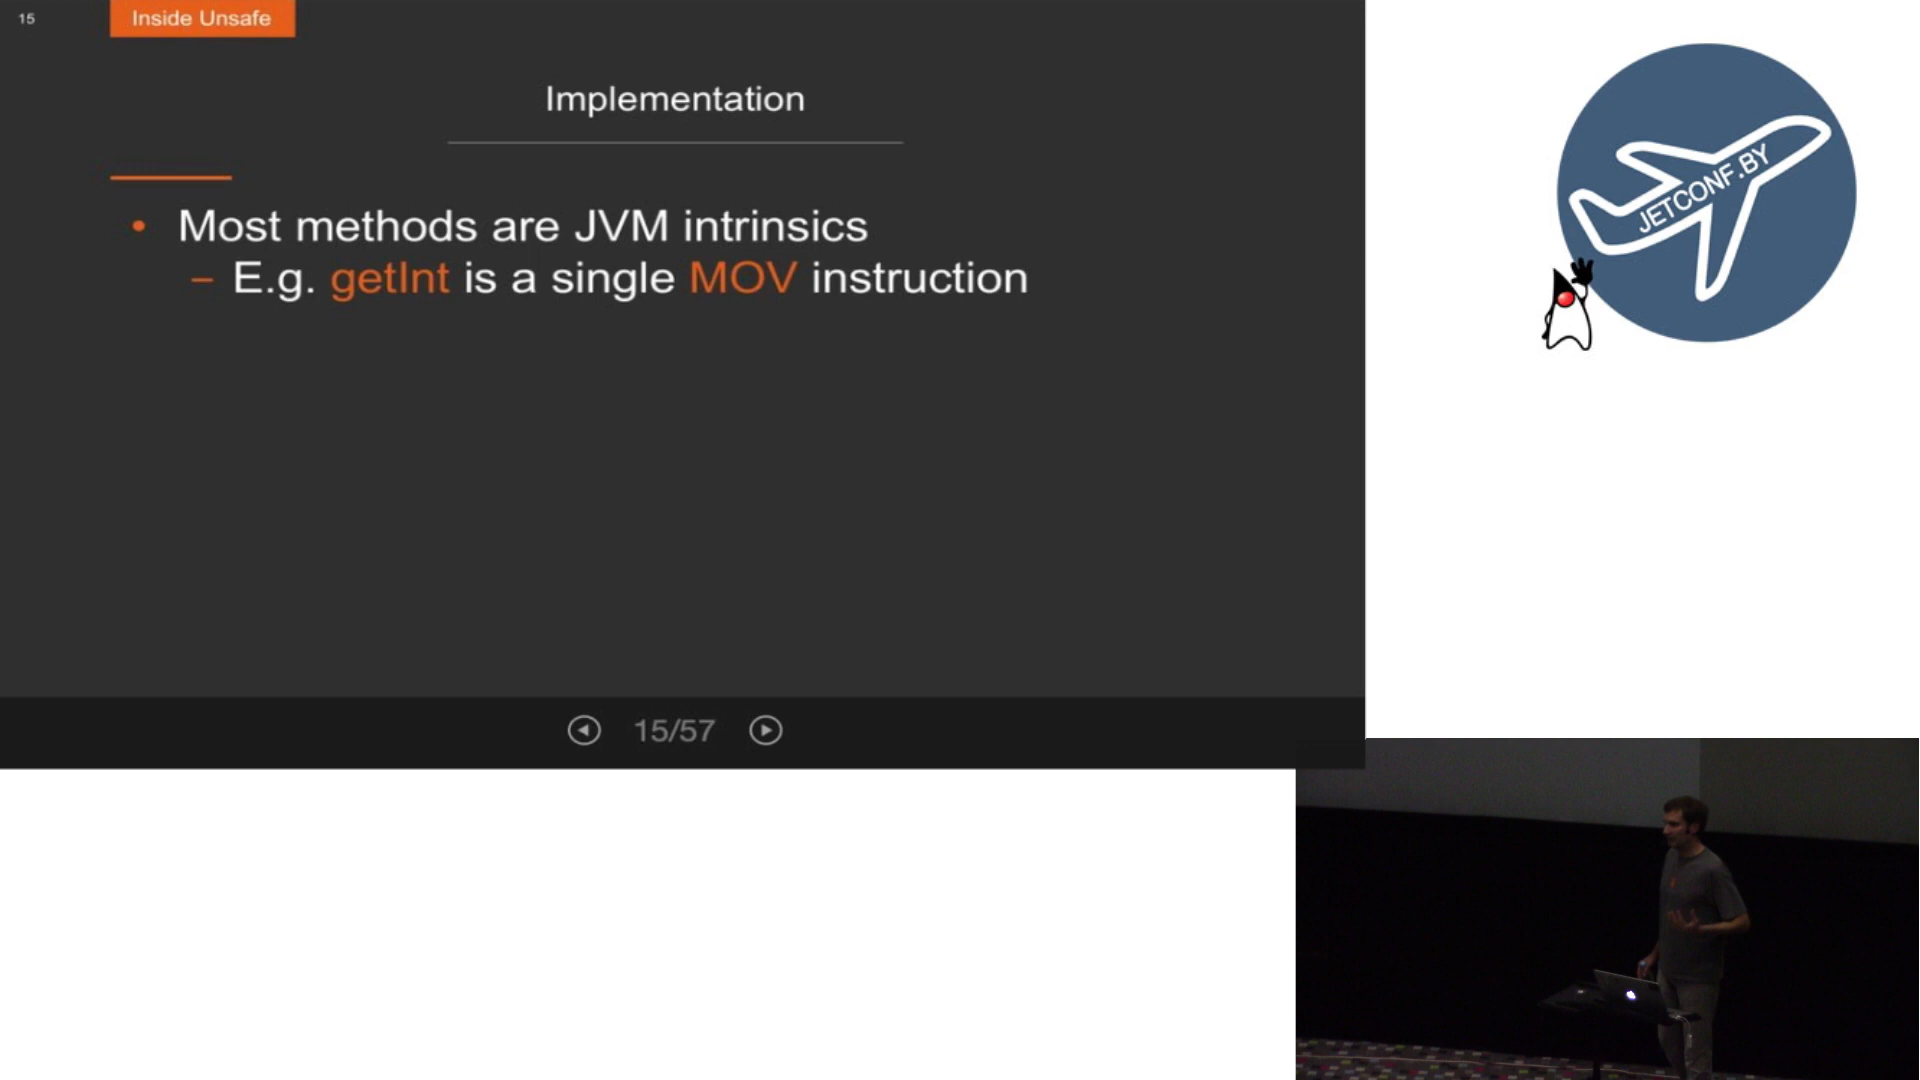 15
Inside Unsafe
Implementation
• Most methods are JVM intrinsics
– E.g. getInt is a single MOV instruction
15/57
JETCONF.BY